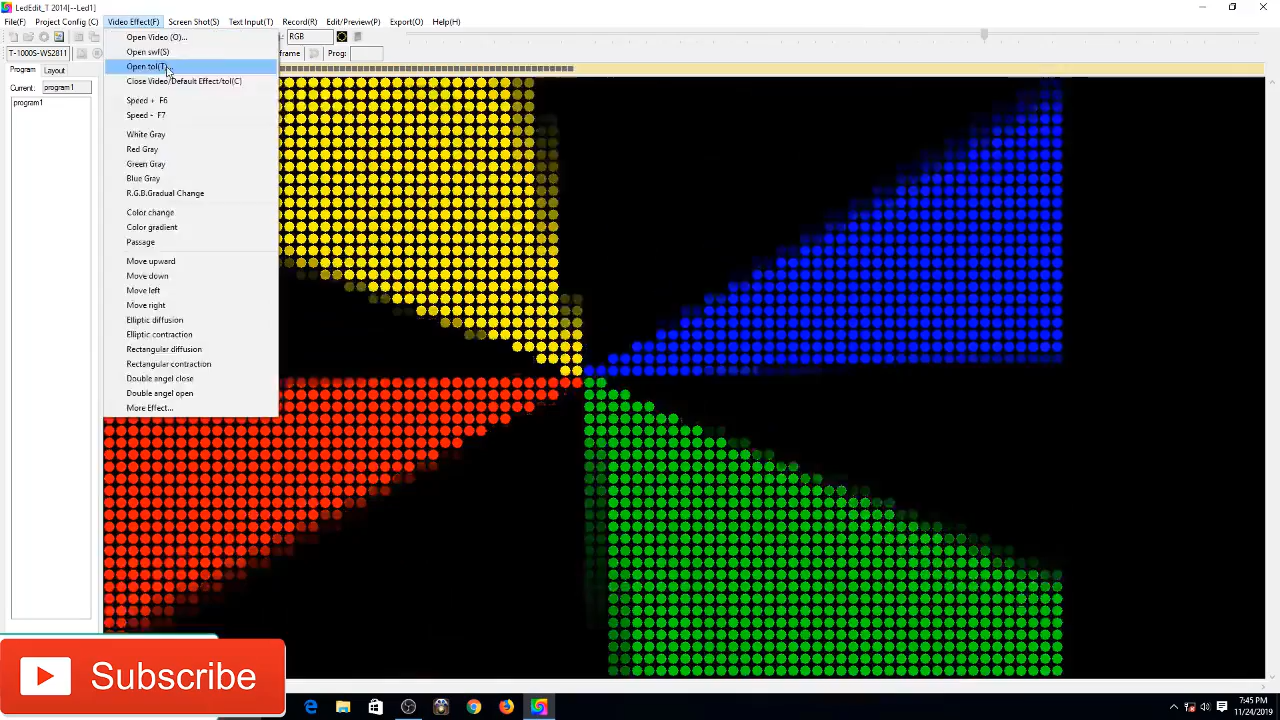 LedEdit_T 2014[--Led1]
File(F) Project Config (C) Video Effect(F) Screen Shot(S) Text Input(T) Record(R) Edit/Preview(P) Export(O) Help(H)
RGB
T-1000S-WS2811 frame Prog:
Program Layout
Current: program1
program1
Open Video (O)...
Open swf(S)
Open tol(T)...
Close Video/Default Effect/tol(C)
Speed + F6
Speed - F7
White Gray
Red Gray
Green Gray
Blue Gray
R.G.B.Gradual Change
Color change
Color gradient
Passage
Move upward
Move down
Move left
Move right
Elliptic diffusion
Elliptic contraction
Rectangular diffusion
Rectangular contraction
Double angel close
Double angel open
More Effect...
Subscribe
7:45 PM
11/24/2019